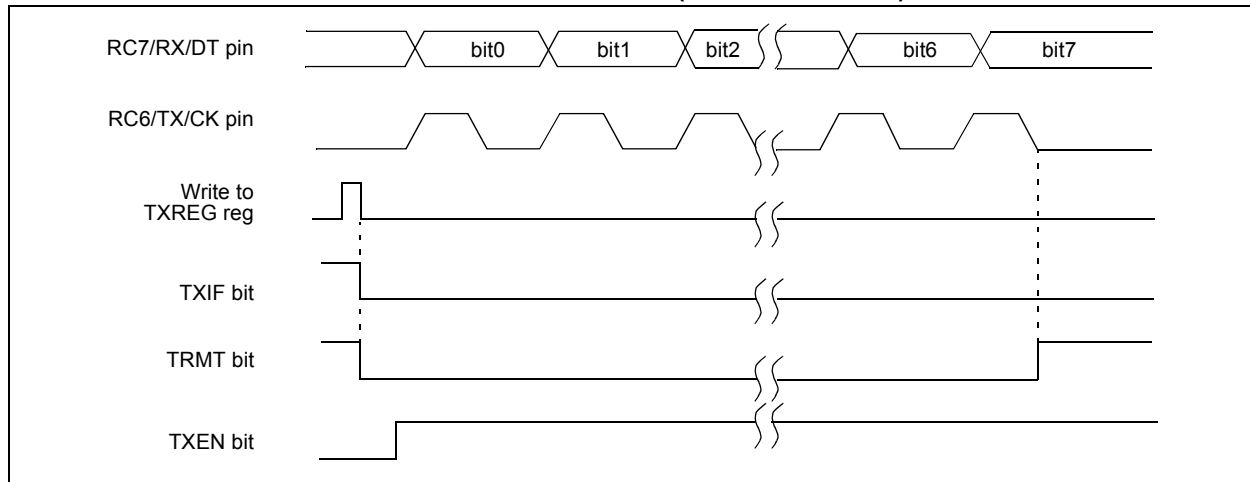 RC7/RX/DT pin
bit0 bit1 bit2 bit6 bit7
RC6/TX/CK pin
Write to
TXREG reg
TXIF bit
TRMT bit
TXEN bit